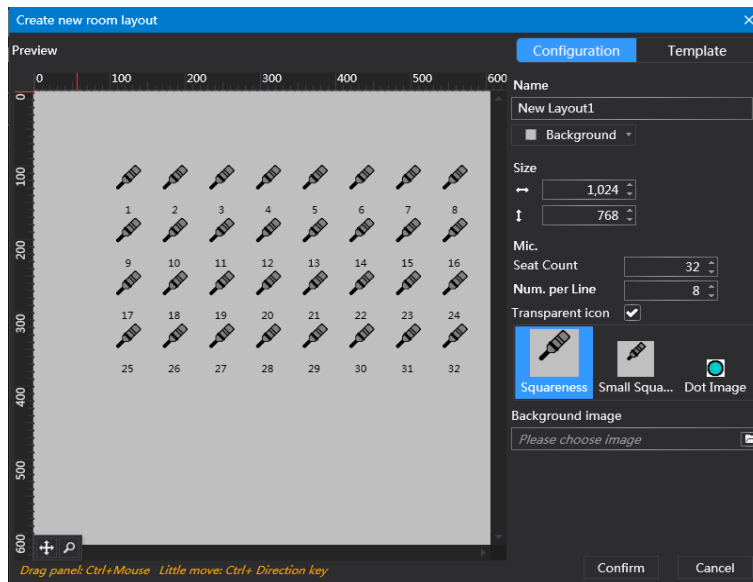 Create new room layout
Preview
Configuration Template
0 100 200 300 400 500 600
0
100
200
300
400
500
600
1 2 3 4 5 6 7 8
9 10 11 12 13 14 15 16
17 18 19 20 21 22 23 24
25 26 27 28 29 30 31 32
Drag panel: Ctrl+Mouse Little move: Ctrl+ Direction key
Name
New Layout1
Background
Size
1,024
768
Mic.
Seat Count 32
Num. per Line 8
Transparent icon
Squareness Small Squa... Dot Image
Background image
Please choose image
Confirm Cancel